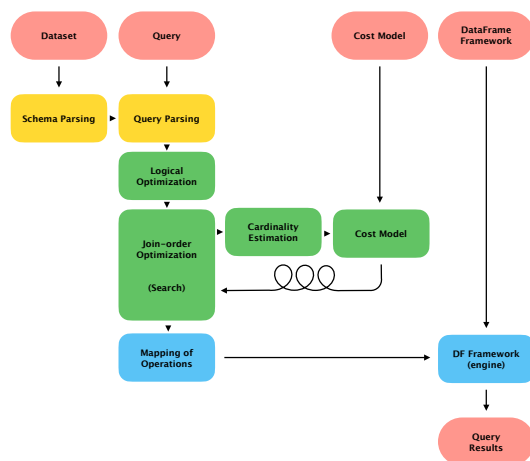 Dataset
Query
Cost Model
DataFrame
Framework
Schema Parsing
Query Parsing
Logical
Optimization
Join-order
Optimization
(Search)
Cardinality
Estimation
Cost Model
Mapping of
Operations
DF Framework
(engine)
Query
Results